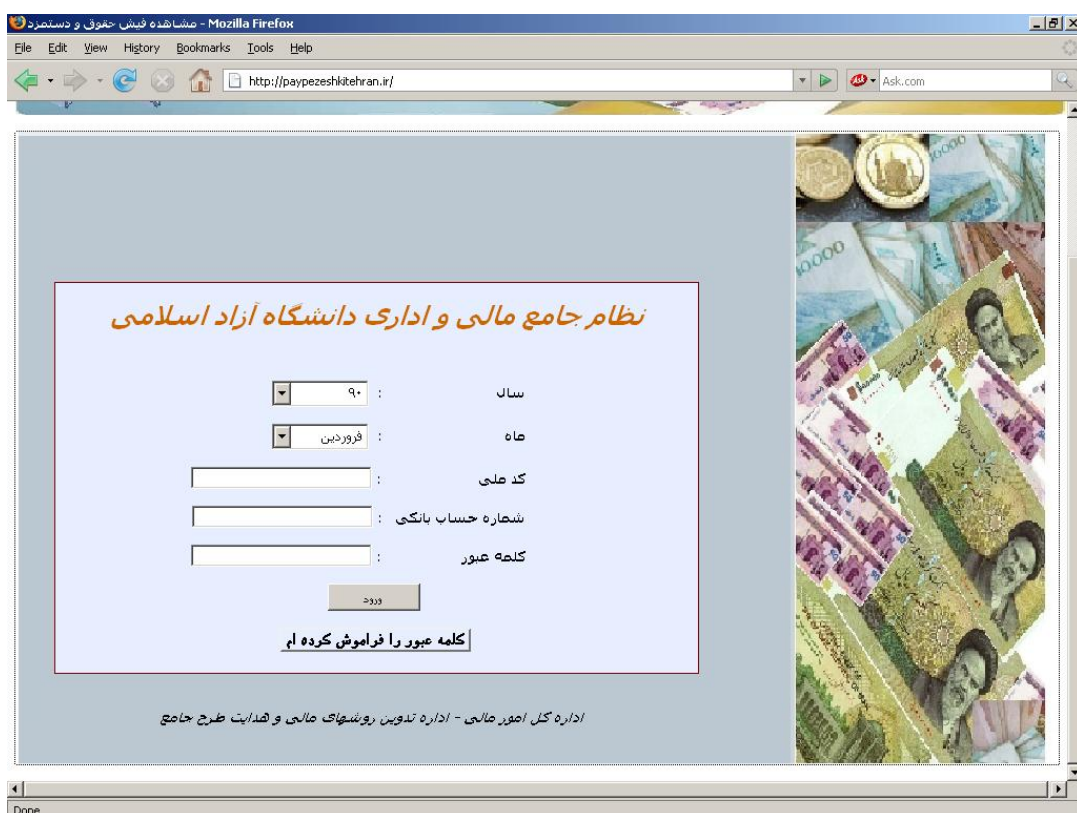 مشاهده فیش حقوق و دستمزد - Mozilla Firefox
File Edit View History Bookmarks Tools Help
http://paypezeshkitehran.ir/ Ask.com
نظام جامع مالی و اداری دانشگاه آزاد اسلامی
سال : ۹۰
ماه : فروردین
کد ملی :
شماره حساب بانکی :
کلمه عبور :
ورود
کلمه عبور را فراموش کرده ام
اداره کل امور مالی - اداره تدوین روشهای مالی و هدایت طرح جامع
Done